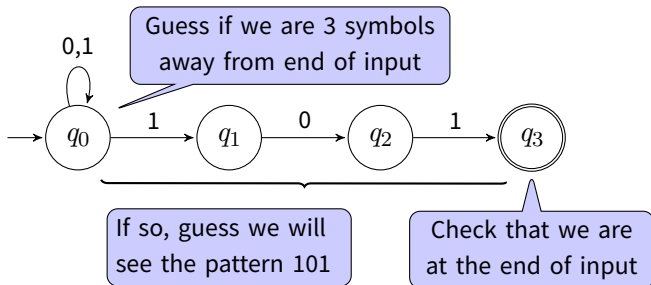 Guess if we are 3 symbols
away from end of input
0,1
q0 1 q1 0 q2 1 q3
If so, guess we will
see the pattern 101
Check that we are
at the end of input